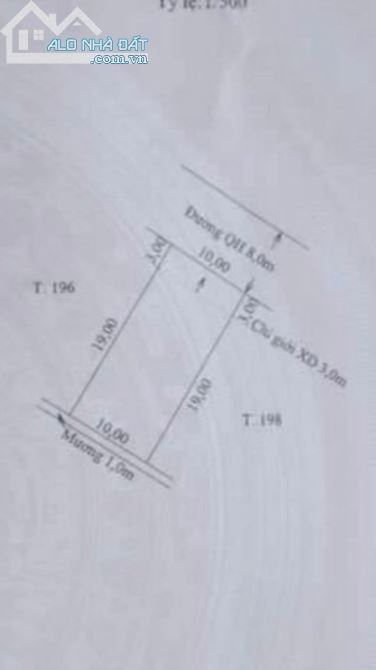 Tỷ lệ: 1/500
ALO NHÀ ĐẤT
.com.vn
Đường QH 8,0m
3,00
10,00
3,00
Chỉ giới XD 3,0m
T. 196
19,00
19,00
T. 198
10,00
Mương 1,0m